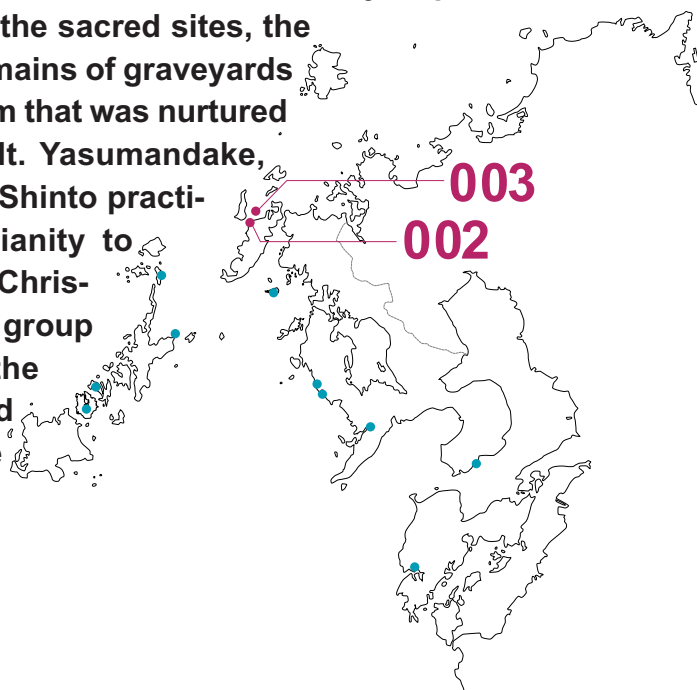 the sacred sites, the
mains of graveyards
m that was nurtured
lt. Yasumandake,
Shinto practi-
003
ianity to
002
Chris-
group
the
d